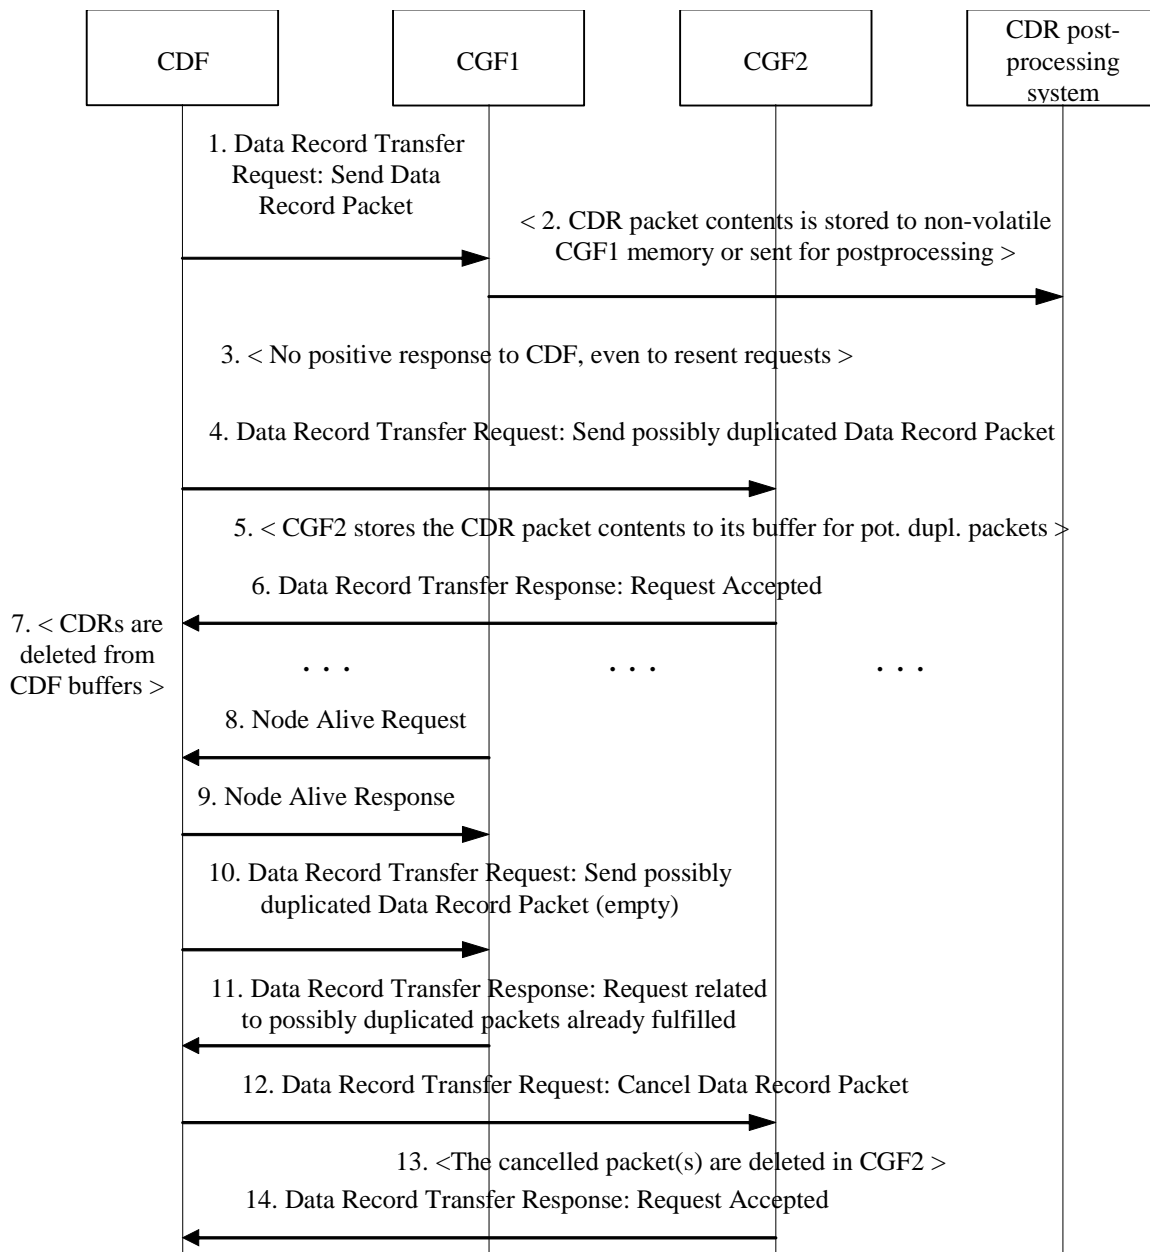 CDF
CGF1
CGF2
CDR post-
processing
system
1. Data Record Transfer
Request: Send Data
Record Packet
< 2. CDR packet contents is stored to non-volatile
CGF1 memory or sent for postprocessing >
3. < No positive response to CDF, even to resent requests >
4. Data Record Transfer Request: Send possibly duplicated Data Record Packet
5. < CGF2 stores the CDR packet contents to its buffer for pot. dupl. packets >
6. Data Record Transfer Response: Request Accepted
7. < CDRs are
deleted from
CDF buffers >
. . .
. . .
. . .
8. Node Alive Request
9. Node Alive Response
10. Data Record Transfer Request: Send possibly
duplicated Data Record Packet (empty)
11. Data Record Transfer Response: Request related
to possibly duplicated packets already fulfilled
12. Data Record Transfer Request: Cancel Data Record Packet
13. <The cancelled packet(s) are deleted in CGF2 >
14. Data Record Transfer Response: Request Accepted